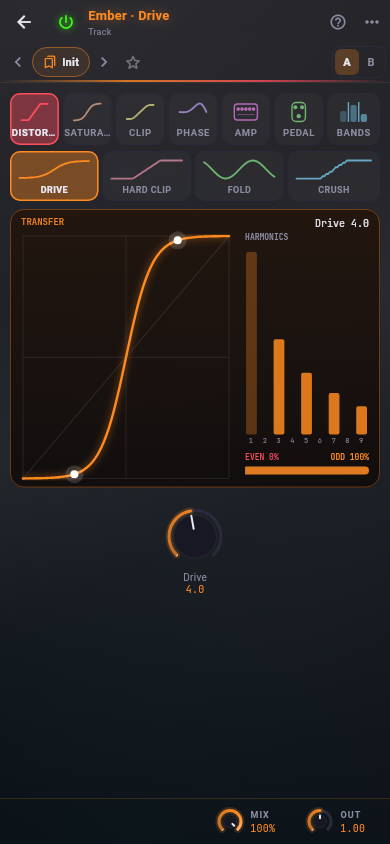 Ember · Drive
Track
Init
A B
DISTOR... SATURA... CLIP PHASE AMP PEDAL BANDS
DRIVE HARD CLIP FOLD CRUSH
TRANSFER Drive 4.0
HARMONICS
1 2 3 4 5 6 7 8 9
EVEN 0% ODD 100%
Drive
4.0
MIX
100%
OUT
1.00